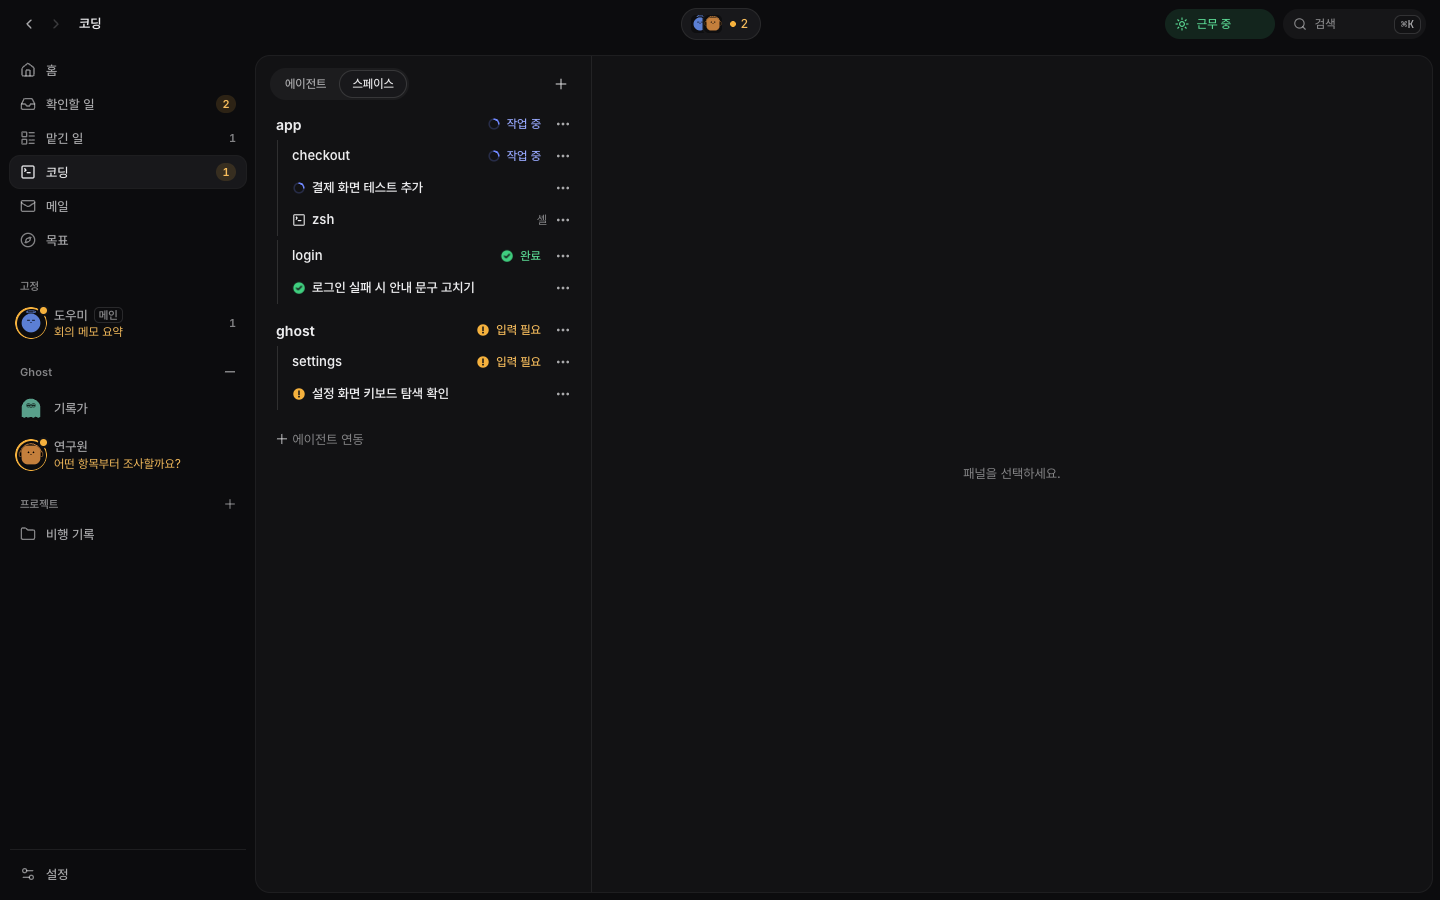 코딩
2
근무 중
검색
⌘K
홈
확인할 일
2
맡긴 일
1
코딩
1
메일
목표
고정
도우미
메인
회의 메모 요약
1
Ghost
기록가
연구원
어떤 항목부터 조사할까요?
프로젝트
비행 기록
설정
에이전트
스페이스
app
작업 중
checkout
작업 중
결제 화면 테스트 추가
zsh
셸
login
완료
로그인 실패 시 안내 문구 고치기
ghost
입력 필요
settings
입력 필요
설정 화면 키보드 탐색 확인
에이전트 연동
패널을 선택하세요.